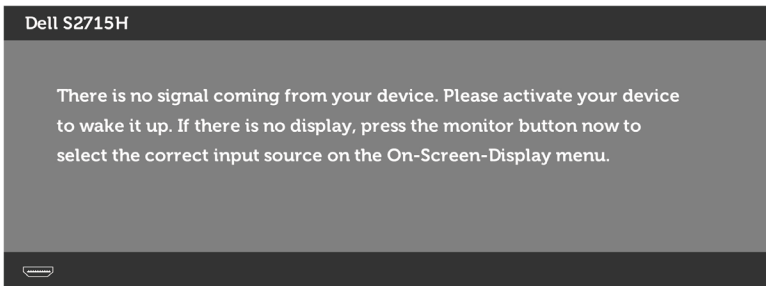 Dell S2715H
There is no signal coming from your device. Please activate your device
to wake it up. If there is no display, press the monitor button now to
select the correct input source on the On-Screen-Display menu.